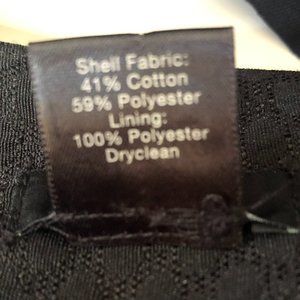 Shell Fabric:
41% Cotton
59% Polyester
Lining:
100% Polyester
Dryclean